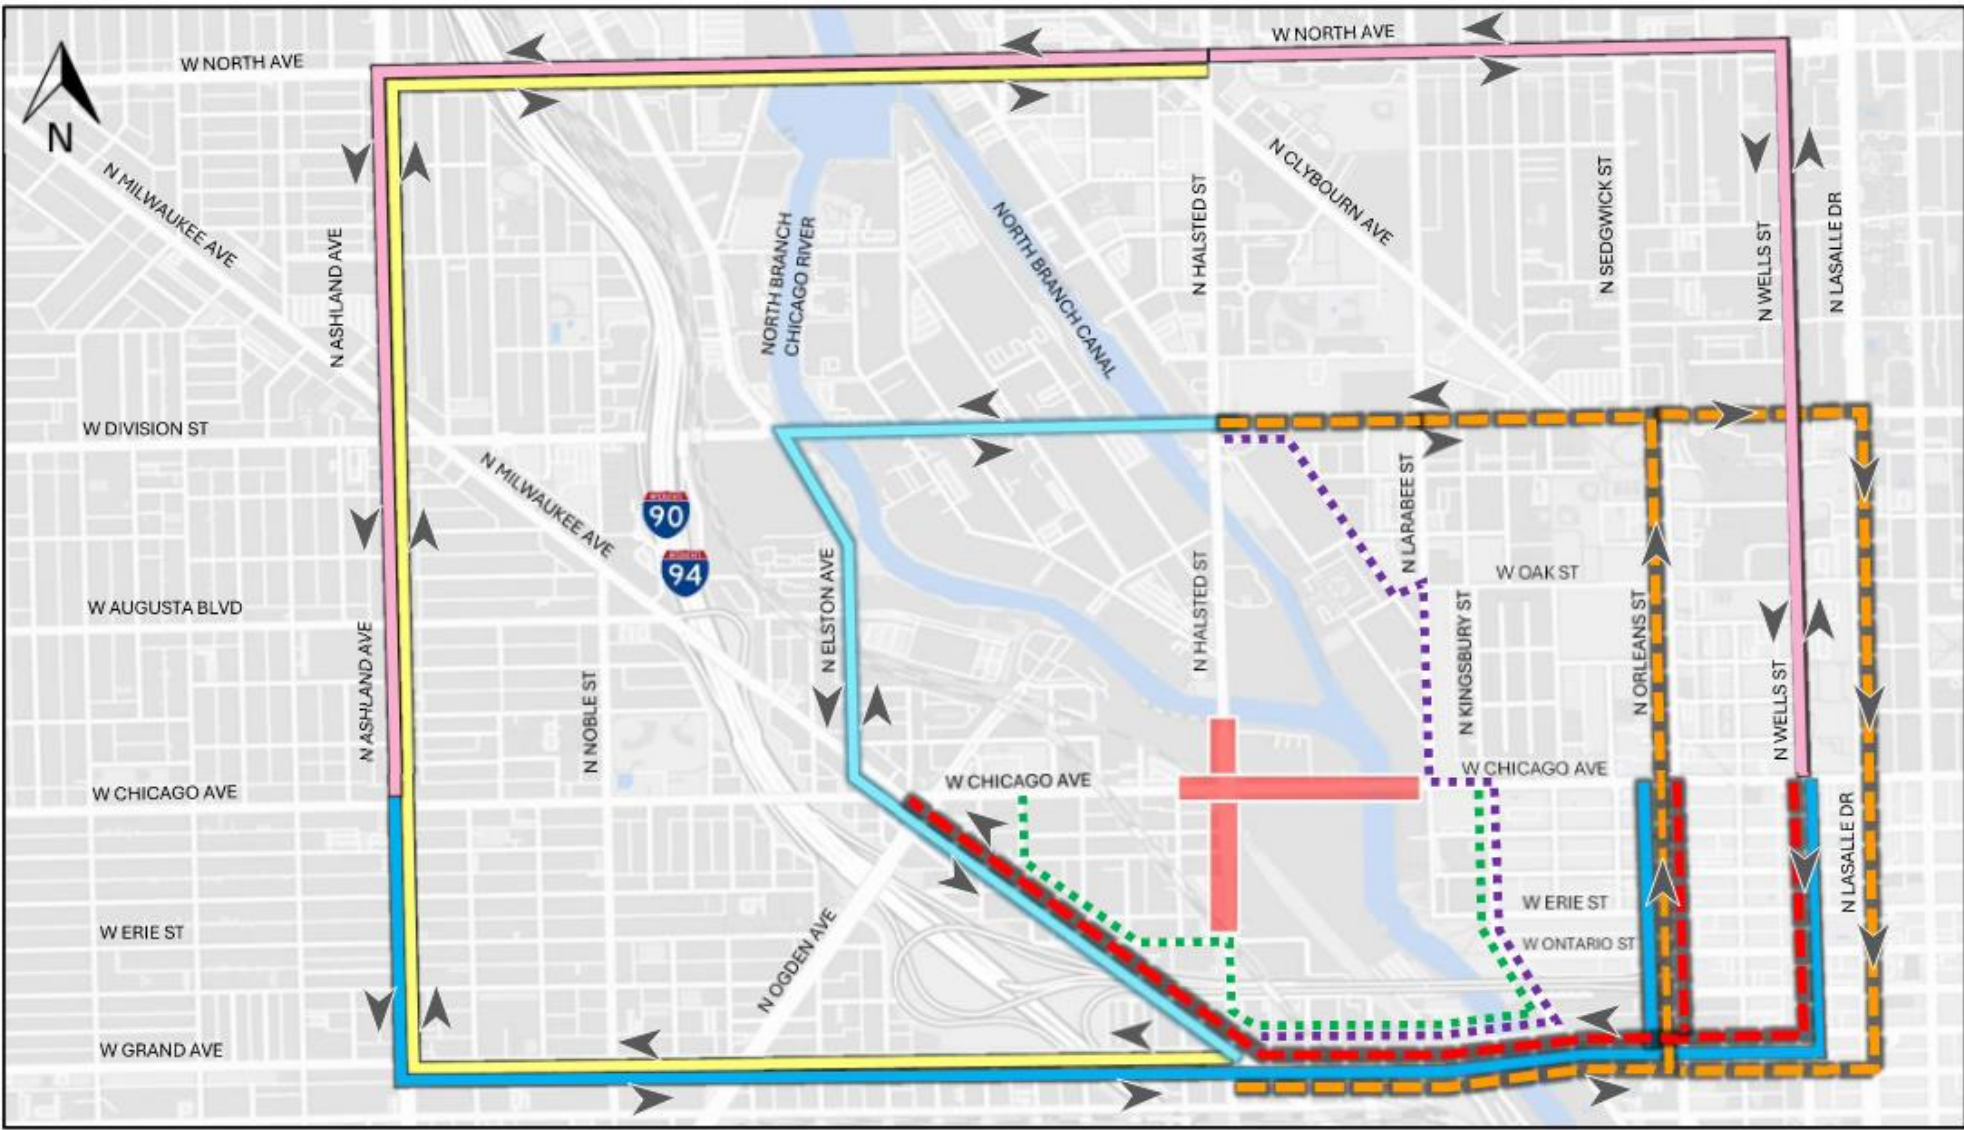 W NORTH AVE
W NORTH AVE
N
N MILWAUKEE AVE
N CLYBOURN AVE
N HALSTED ST
N SEDGWICK ST
N WELLS ST
N LASALLE DR
N ASHLAND AVE
NORTH BRANCH
CHICAGO RIVER
NORTH BRANCH CANAL
W DIVISION ST
N MILWAUKEE AVE
N LARABEE ST
90
94
N ELSTON AVE
N HALSTED ST
W OAK ST
N KINGSBURY ST
N ORLEANS ST
W AUGUSTA BLVD
N ASHLAND AVE
N NOBLE ST
N WELLS ST
W CHICAGO AVE
W CHICAGO AVE
W CHICAGO AVE
N LASALLE DR
W ERIE ST
W ERIE ST
W ONTARIO ST
N OGDEN AVE
W GRAND AVE